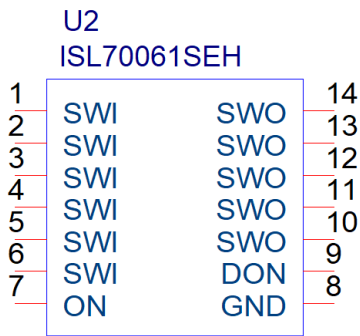 U2
ISL70061SEH
1 SWI SWO 14
2 SWI SWO 13
3 SWI SWO 12
4 SWI SWO 11
5 SWI SWO 10
6 SWI DON 9
7 ON GND 8